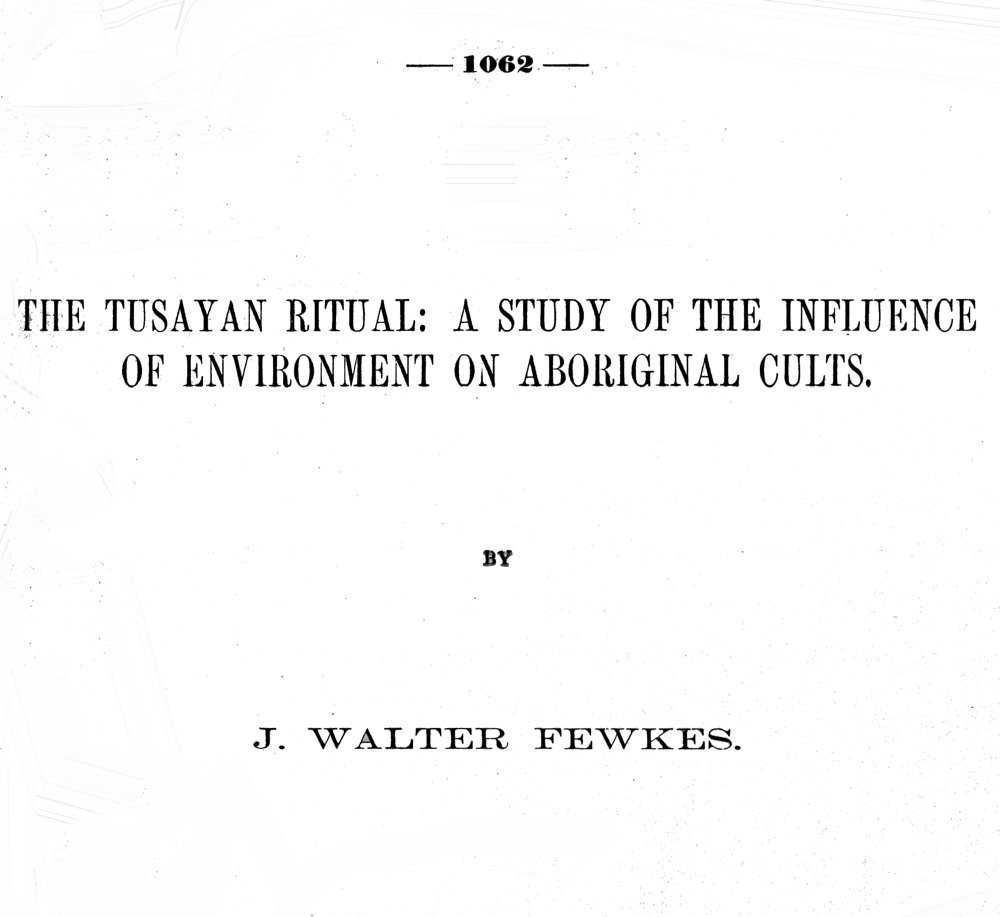 — 1062 —
THE TUSAYAN RITUAL: A STUDY OF THE INFLUENCE
OF ENVIRONMENT ON ABORIGINAL CULTS.
BY
J. WALTER FEWKES.